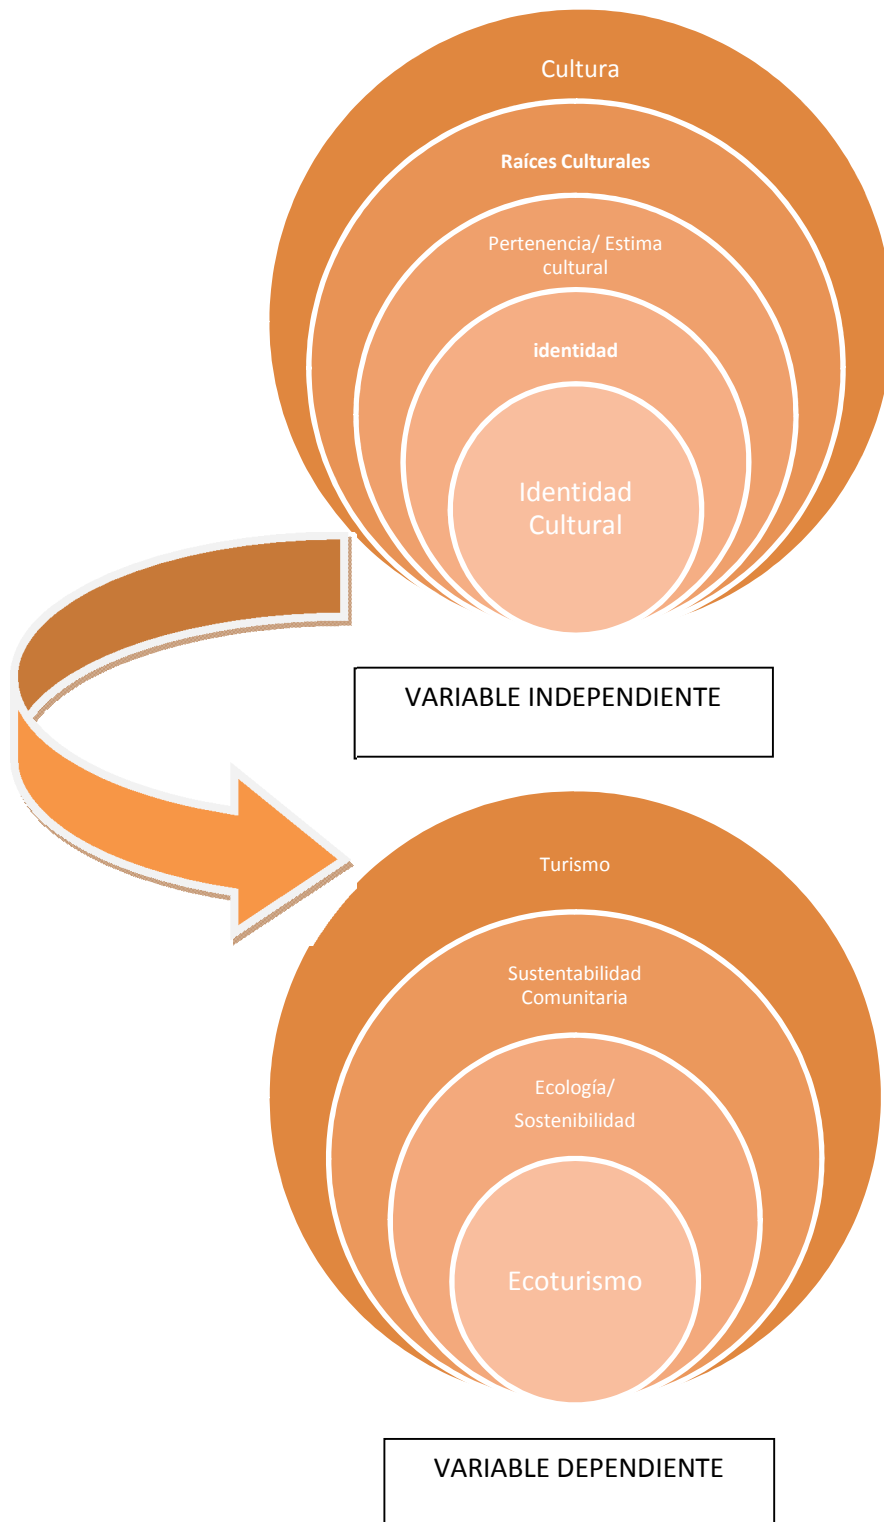 Cultura
Raíces Culturales
Pertenencia/ Estima
cultural
identidad
Identidad
Cultural
VARIABLE INDEPENDIENTE
Turismo
Sustentabilidad
Comunitaria
Ecología/
Sostenibilidad
Ecoturismo
VARIABLE DEPENDIENTE